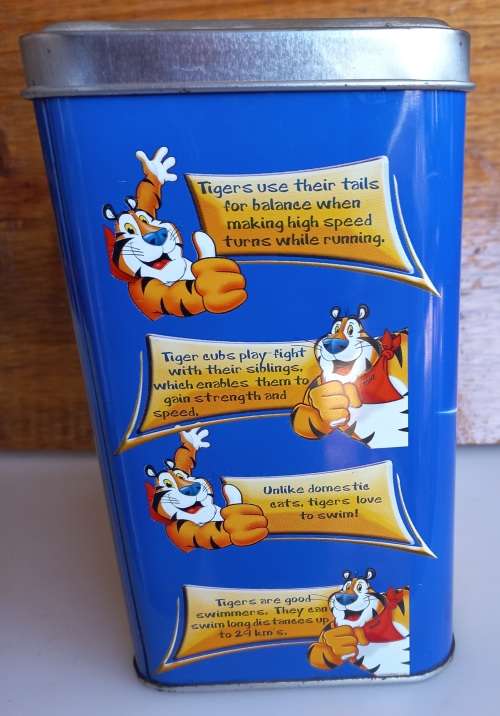 Tigers use their tails
for balance when
making high speed
turns while running.
Tiger cubs play fight
with their siblings,
which enables them to
gain strength and
speed.
Unlike domestic
cats, tigers love
to swim!
Tigers are good
swimmers. They can
swim long distances up
to 29 km's.